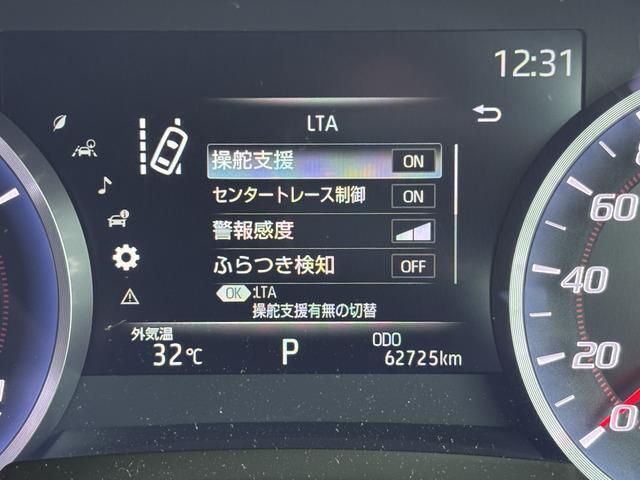 12:31
LTA
操舵支援 ON
センタートレース制御 ON
警報感度
ふらつき検知 OFF
OK :LTA
操舵支援有無の切替
外気温
32℃
P
ODO
62725km
60
40
20
0